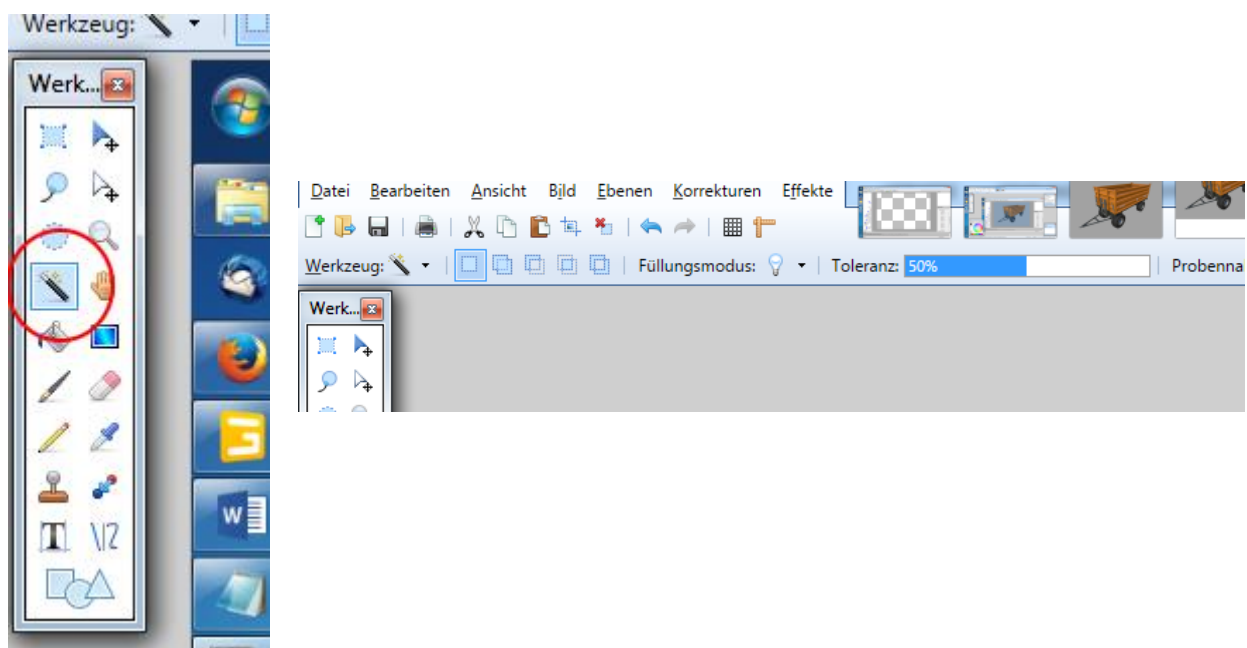 Werkzeug:
Werk...
Datei Bearbeiten Ansicht Bild Ebenen Korrekturen Effekte
Werkzeug: Füllungsmodus: Toleranz: 50% Probenna
Werk...